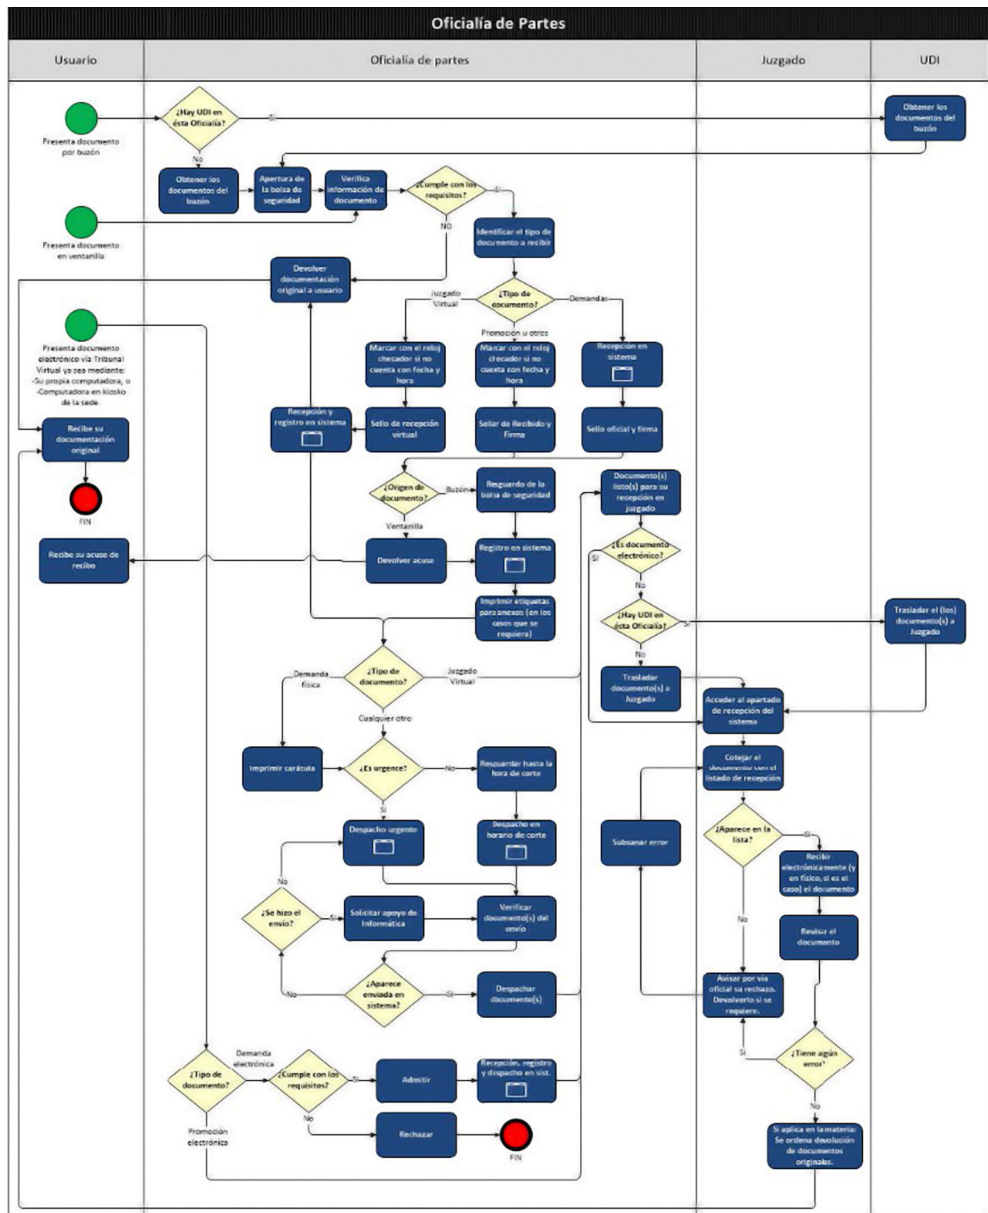 Oficialía de Partes
Usuario
Oficialía de partes
Juzgado
UDI
¿Hay UDI en
ésta Oficialía?
Si
Obtener los
documentos del
buzón
Presenta documento
por buzón
No
Obtener los
documentos del
buzón
Apertura de
la bolsa de
seguridad
Verifica
información de
documento
¿Cumple con los
requisitos?
Si
Identificar el tipo de
documento a recibir
NO
Presenta documento
en ventanilla
Devolver
documentación
original a usuario
Juzgado
Virtual
¿Tipo de
documento?
Demandas
Promoción u otros
Presenta documento
electrónico vía Tribunal
Virtual ya sea mediante:
-Su propia computadora, o
-Computadora en kiosko
de la sede.
Marcar con el reloj
checador si no
cuenta con fecha y
hora
Marcar con el reloj
checador si no
cuenta con fecha y
hora
Recepción en
sistema
Recepción y
registro en sistema
Sello de recepción
virtual
Sellar de Recibido y
Firma
Sello oficial y firma
Recibe su
documentación
original
FIN
¿Origen de
documento?
Buzón
Resguardo de la
bolsa de seguridad
Documento(s)
listo(s) para su
recepción en
juzgado
Ventanilla
Recibe su acuse de
recibo
Devolver acuse
Registro en sistema
¿Es documento
electrónico?
Si
No
Imprimir etiquetas
para anexos (en los
casos que se
requiera)
¿Hay UDI en
ésta Oficialía?
Si
Trasladar el (los)
documento(s) a
Juzgado
No
Demanda
física
¿Tipo de
documento?
Juzgado
Virtual
Trasladar
documento(s) a
Juzgado
Acceder al apartado
de recepción del
sistema
Cualquier otro
Imprimir carátula
¿Es urgente?
No
Resguardar hasta la
hora de corte
Cotejar el
documento con el
listado de recepción
Si
Despacho urgente
Despacho en
horario de corte
Subsanar error
¿Aparece en la
lista?
Si
Recibir
electrónicamente (y
en físico, si es el
caso) el documento
No
¿Se hizo el
envío?
Si
Solicitar apoyo de
Informática
Verificar
documento(s) del
envío
No
Revisar el
documento
No
¿Aparece
enviada en
sistema?
Si
Despachar
documento(s)
Avisar por vía
oficial su rechazo.
Devolverlo si se
requiere.
Si
¿Tiene agún
error"
¿Tipo de
documento?
Demanda
electrónica
¿Cumple con los
requisitos?
Si
Admitir
Recepción, registro
y despacho en sist.
No
Promoción
electrónica
No
Rechazar
FIN
Si aplica en la materia:
Se ordena devolución
de documentos
originales.